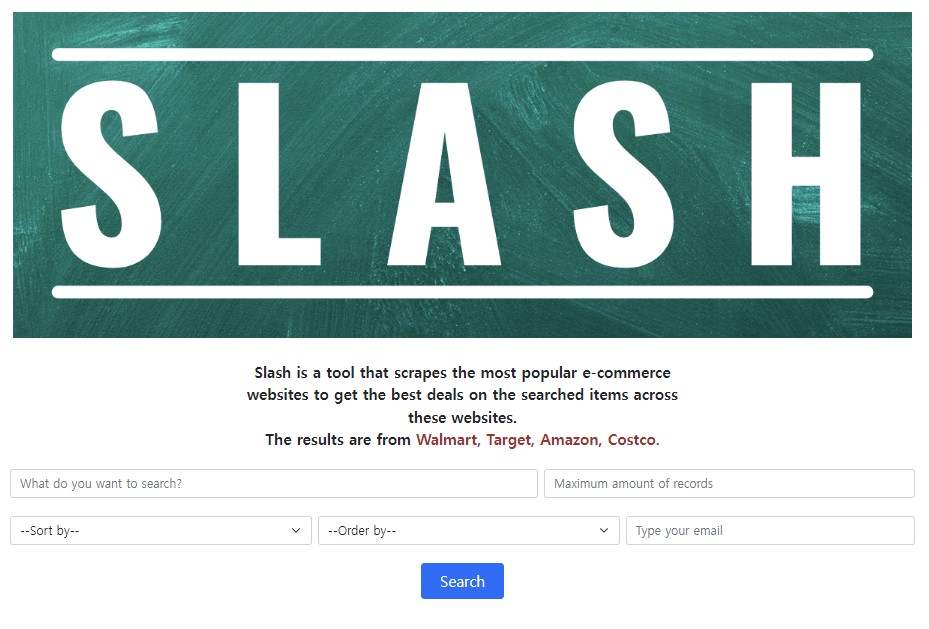 SLASH
Slash is a tool that scrapes the most popular e-commerce
websites to get the best deals on the searched items across
these websites.
The results are from Walmart, Target, Amazon, Costco.
What do you want to search?
Maximum amount of records
--Sort by--
--Order by--
Type your email
Search